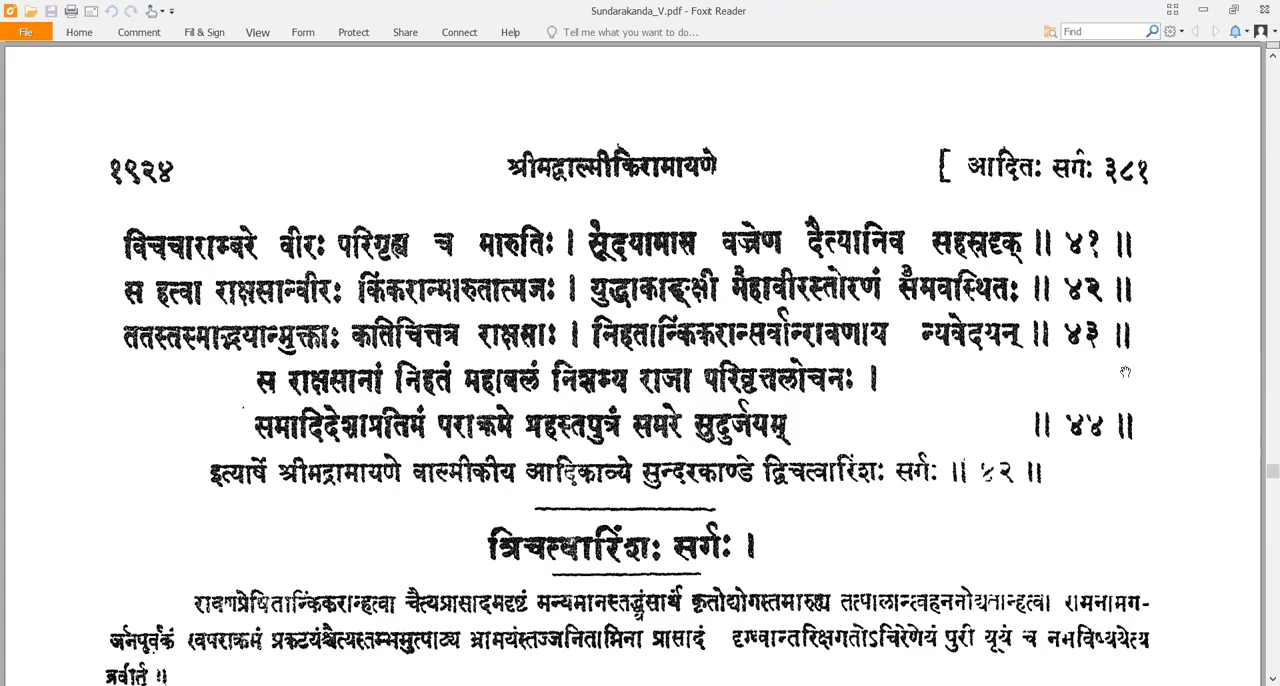 Sundarakanda_V.pdf - Foxit Reader
File Home Comment Fill & Sign View Form Protect Share Connect Help Tell me what you want to do... Find
१९२४ श्रीमद्वाल्मीकिरामायणे [ आदितः सर्गः ३८१
विचचाराम्बरे वीरः परिगृह्य च मारुतिः । सूदयामास वज्रेण दैत्यानिव सहस्रदृक् ॥ ४१ ॥
स हत्वा राक्षसान्वीरः किंकरान्मारुतात्मजः । युद्धाकाङ्क्षी महावीरस्तोरणं समवस्थितः ॥ ४२ ॥
ततस्तस्माद्भयान्मुक्ताः कतिचित्तत्र राक्षसाः । निहतान्किंकरान्सर्वान्रावणाय न्यवेदयन् ॥ ४३ ॥
स राक्षसानां निहतं महाबलं निशम्य राजा परिवृत्तलोचनः ।
समादिदेशाप्रतिमं पराक्रमे प्रहस्तपुत्रं समरे सुदुर्जयम् ॥ ४४ ॥
इत्यार्षे श्रीमद्रामायणे वाल्मीकीय आदिकाव्ये सुन्दरकाण्डे द्विचत्वारिंशः सर्गः ॥ ४२ ॥
त्रिचत्वारिंशः सर्गः ।
रावणप्रेषितान्किंकरान्हत्वा चैत्यप्रासादमदृष्टं मन्यमानस्तद्ध्वंसार्थं कृतोद्योगस्तमारुह्य तत्पालान्स्वहननोद्यतान्हत्वा रामनामग-
र्जनपूर्वकं स्वपराक्रमं प्रकटयंश्चैत्यस्तम्भमुत्पाट्य भ्रामयंस्तज्जनिताग्निना प्रासादं दग्ध्वान्तरिक्षगतोऽचिरेणेयं पुरी यूयं च नभविष्यथेत्य
ब्रवीत् ॥